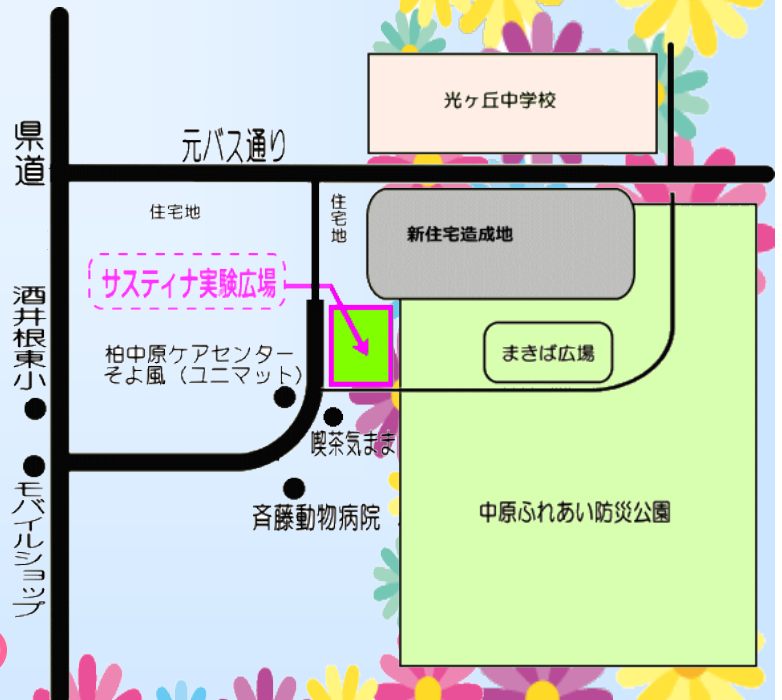 光ヶ丘中学校
県道
元バス通り
住宅地
住宅地
新住宅造成地
サスティナ実験広場
酒井根東小
柏中原ケアセンター
そよ風（ユニマット）
まきば広場
喫茶気まま
モバイルショップ
斉藤動物病院
中原ふれあい防災公園